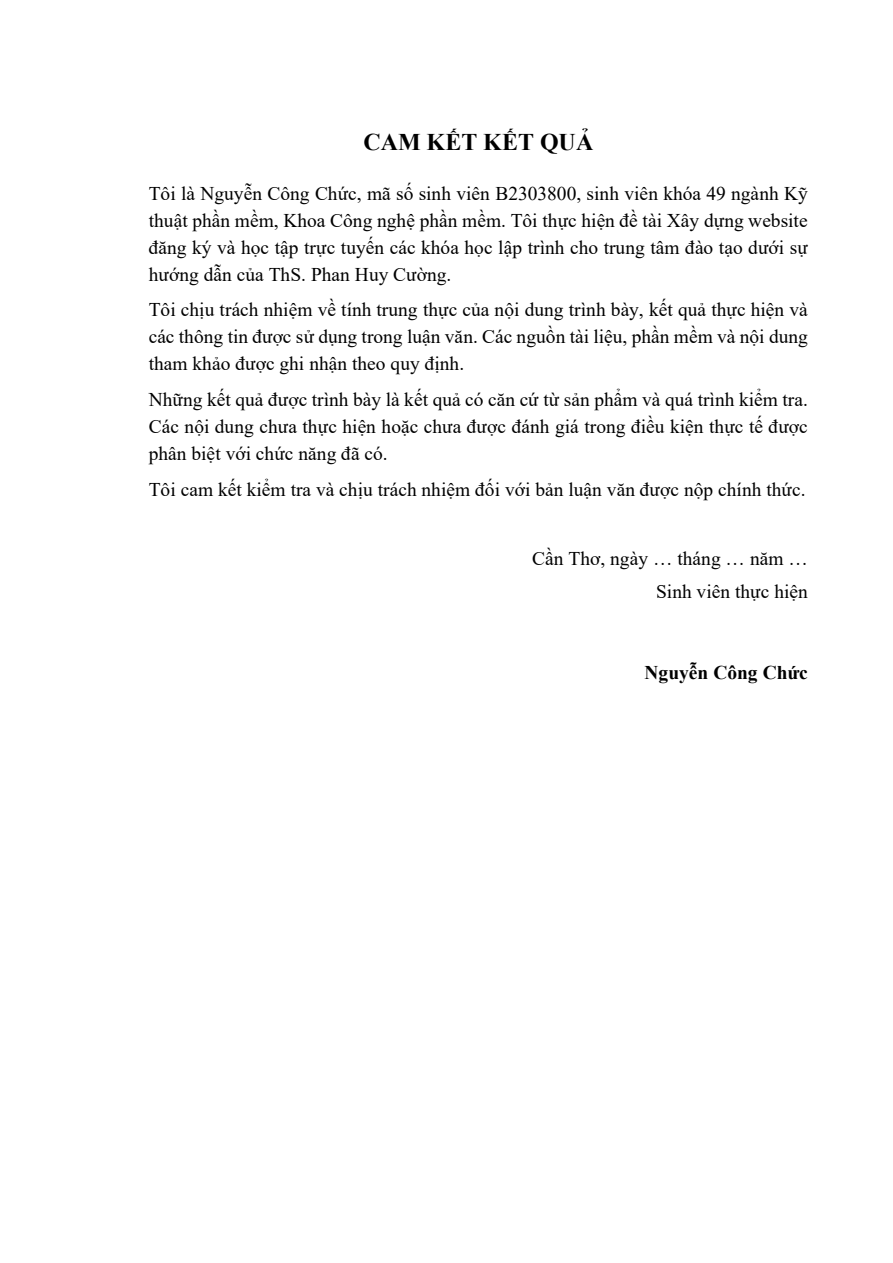 CAM KẾT KẾT QUẢ
Tôi là Nguyễn Công Chức, mã số sinh viên B2303800, sinh viên khóa 49 ngành Kỹ
thuật phần mềm, Khoa Công nghệ phần mềm. Tôi thực hiện đề tài Xây dựng website
đăng ký và học tập trực tuyến các khóa học lập trình cho trung tâm đào tạo dưới sự
hướng dẫn của ThS. Phan Huy Cường.
Tôi chịu trách nhiệm về tính trung thực của nội dung trình bày, kết quả thực hiện và
các thông tin được sử dụng trong luận văn. Các nguồn tài liệu, phần mềm và nội dung
tham khảo được ghi nhận theo quy định.
Những kết quả được trình bày là kết quả có căn cứ từ sản phẩm và quá trình kiểm tra.
Các nội dung chưa thực hiện hoặc chưa được đánh giá trong điều kiện thực tế được
phân biệt với chức năng đã có.
Tôi cam kết kiểm tra và chịu trách nhiệm đối với bản luận văn được nộp chính thức.
Cần Thơ, ngày … tháng … năm …
Sinh viên thực hiện
Nguyễn Công Chức